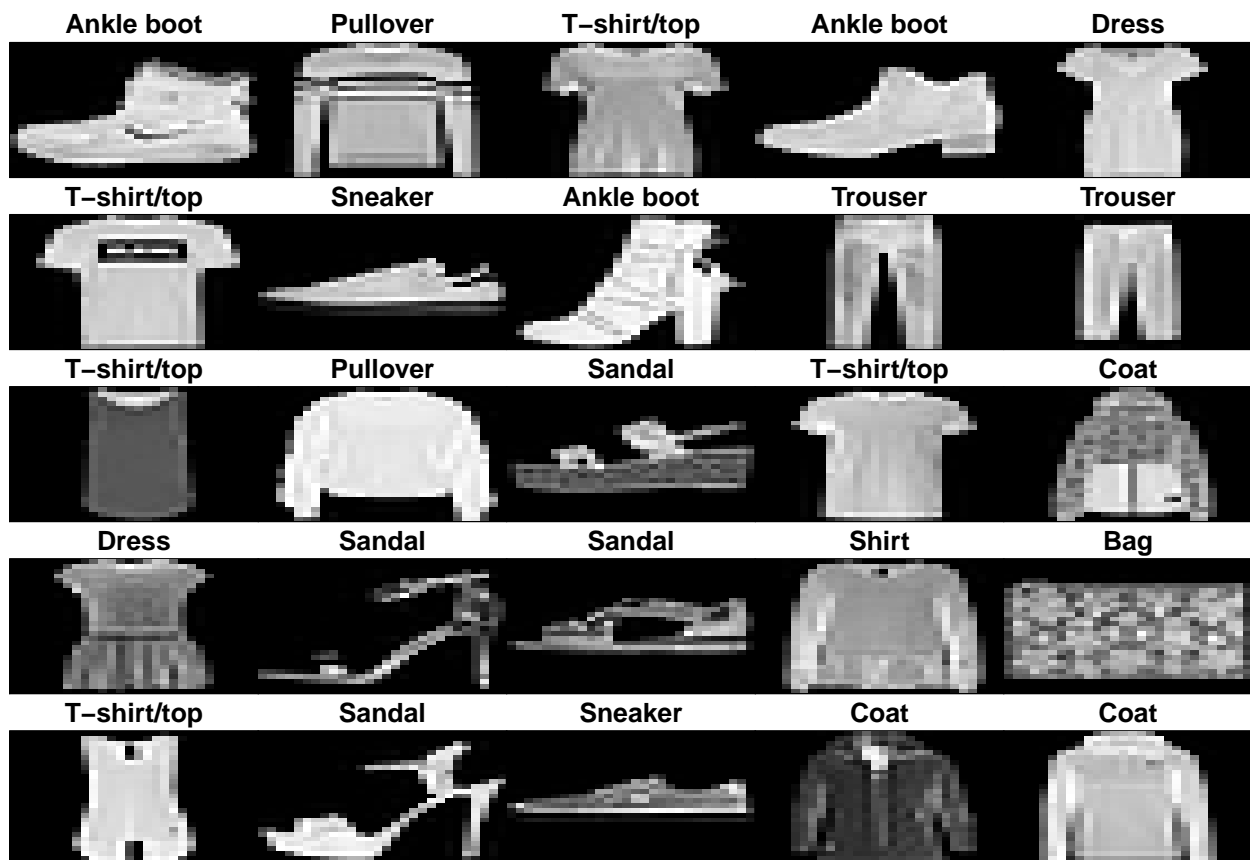 Ankle boot Pullover T−shirt/top Ankle boot Dress
T−shirt/top Sneaker Ankle boot Trouser Trouser
T−shirt/top Pullover Sandal T−shirt/top Coat
Dress Sandal Sandal Shirt Bag
T−shirt/top Sandal Sneaker Coat Coat